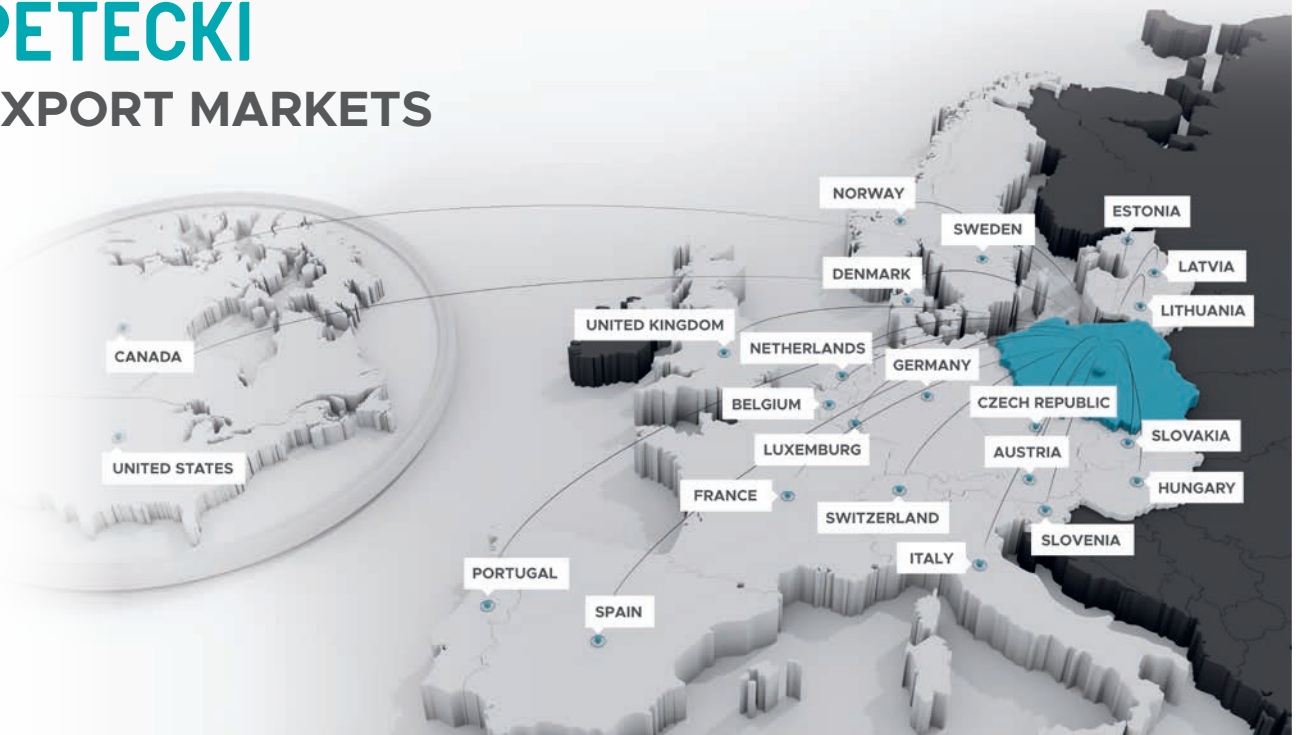 PETECKI
XPORT MARKETS
NORWAY
ESTONIA
SWEDEN
LATVIA
DENMARK
LITHUANIA
UNITED KINGDOM
NETHERLANDS
CANADA
GERMANY
BELGIUM
CZECH REPUBLIC
SLOVAKIA
LUXEMBURG
AUSTRIA
UNITED STATES
HUNGARY
FRANCE
SWITZERLAND
SLOVENIA
ITALY
PORTUGAL
SPAIN